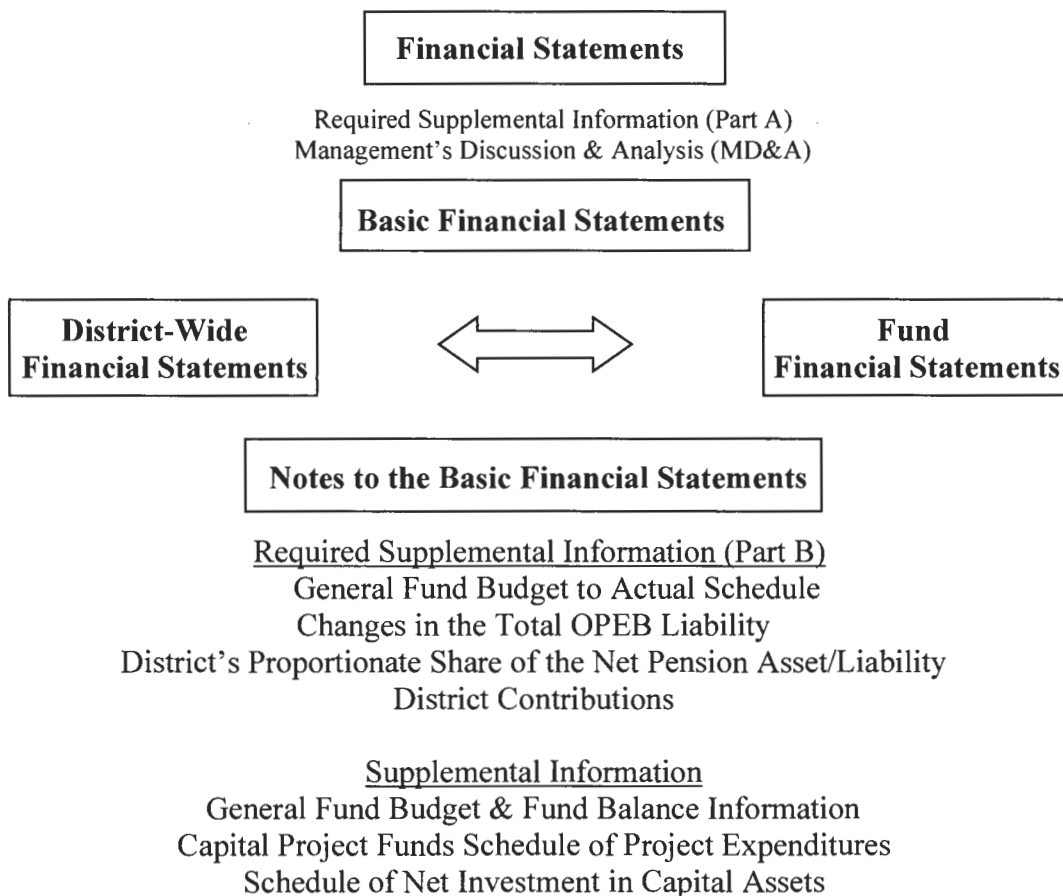 Financial Statements
Required Supplemental Information (Part A)
Management's Discussion & Analysis (MD&A)
Basic Financial Statements
District-Wide
Financial Statements
Fund
Financial Statements
Notes to the Basic Financial Statements
Required Supplemental Information (Part B)
General Fund Budget to Actual Schedule
Changes in the Total OPEB Liability
District's Proportionate Share of the Net Pension Asset/Liability
District Contributions
Supplemental Information
General Fund Budget & Fund Balance Information
Capital Project Funds Schedule of Project Expenditures
Schedule of Net Investment in Capital Assets